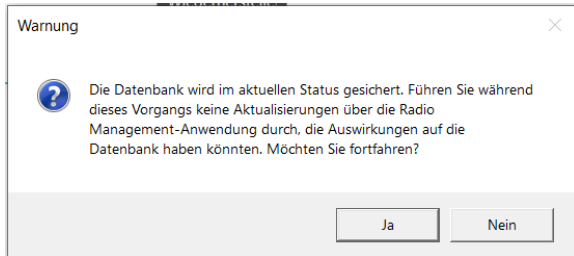 Warnung
Die Datenbank wird im aktuellen Status gesichert. Führen Sie während
dieses Vorgangs keine Aktualisierungen über die Radio
Management-Anwendung durch, die Auswirkungen auf die
Datenbank haben könnten. Möchten Sie fortfahren?
Ja
Nein